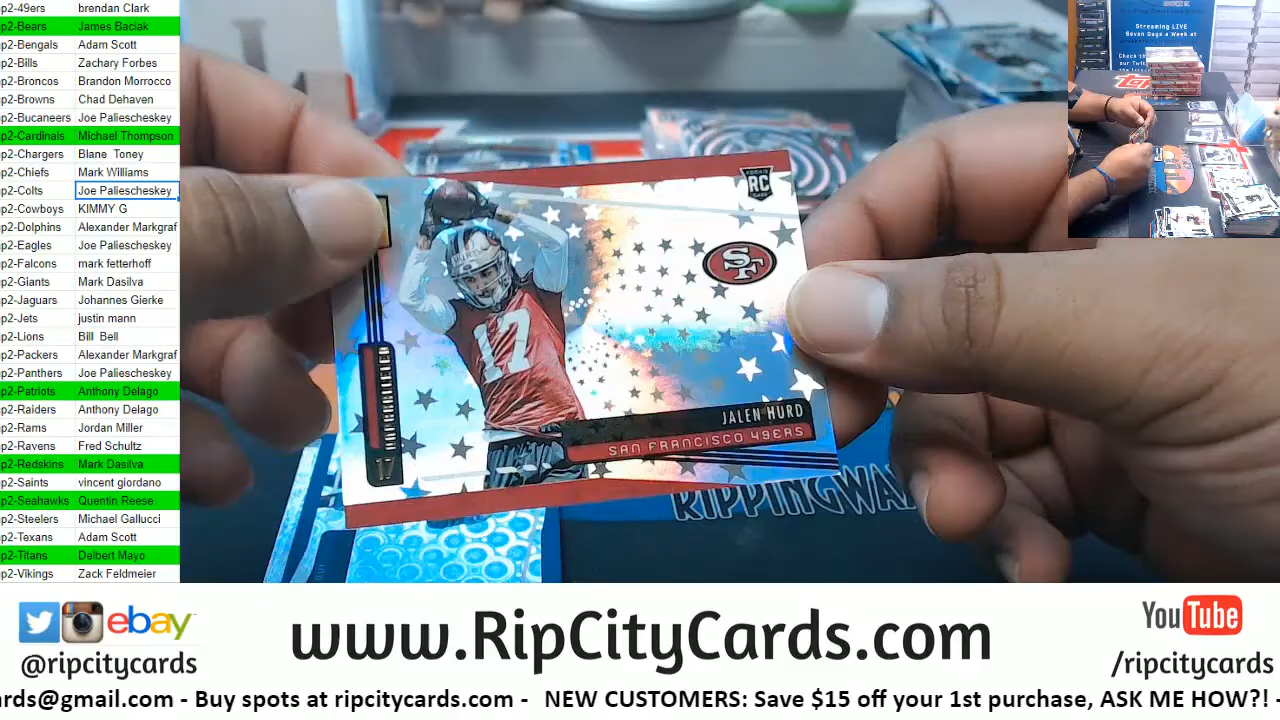 p2-49ers brendan Clark
p2-Bears James Baciak
p2-Bengals Adam Scott
p2-Bills Zachary Forbes
p2-Broncos Brandon Morrocco
p2-Browns Chad Dehaven
p2-Bucaneers Joe Paliescheskey
p2-Cardinals Michael Thompson
p2-Chargers Blane Toney
p2-Chiefs Mark Williams
p2-Colts Joe Paliescheskey
p2-Cowboys KIMMY G
p2-Dolphins Alexander Markgraf
p2-Eagles Joe Paliescheskey
p2-Falcons mark fetterhoff
p2-Giants Mark Dasilva
p2-Jaguars Johannes Gierke
p2-Jets justin mann
p2-Lions Bill Bell
p2-Packers Alexander Markgraf
p2-Panthers Joe Paliescheskey
p2-Patriots Anthony Delago
p2-Raiders Anthony Delago
p2-Rams Jordan Miller
p2-Ravens Fred Schultz
p2-Redskins Mark Dasilva
p2-Saints vincent giordano
p2-Seahawks Quentin Reese
p2-Steelers Michael Gallucci
p2-Texans Adam Scott
p2-Titans Delbert Mayo
p2-Vikings Zack Feldmeier
RC
SF
17
17
JALEN HURD
SAN FRANCISCO 49ERS
RIPPINGWA
Streaming LIVE
Seven Days a Week at
Check th
our Twit
ebay
@ripcitycards
www.RipCityCards.com
YouTube
/ripcitycards
ards@gmail.com - Buy spots at ripcitycards.com - NEW CUSTOMERS: Save $15 off your 1st purchase, ASK ME HOW?! -